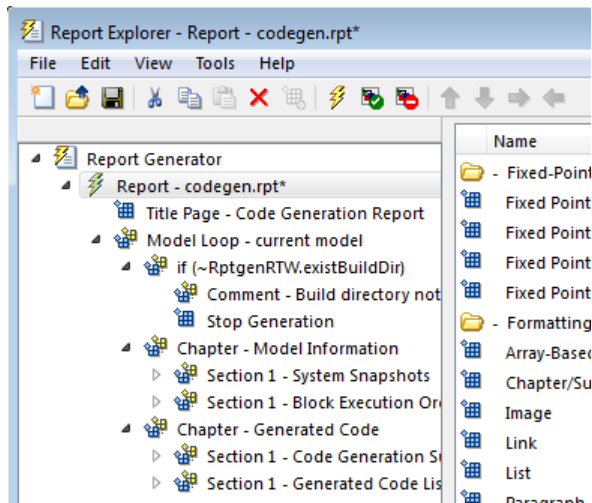 Report Explorer - Report - codegen.rpt*
File Edit View Tools Help
Report Generator
Report - codegen.rpt*
Title Page - Code Generation Report
Model Loop - current model
if (~RptgenRTW.existBuildDir)
Comment - Build directory not
Stop Generation
Chapter - Model Information
Section 1 - System Snapshots
Section 1 - Block Execution Or
Chapter - Generated Code
Section 1 - Code Generation S
Section 1 - Generated Code Lis
Name
- Fixed-Point
Fixed Point
Fixed Point
Fixed Point
Fixed Point
- Formatting
Array-Base
Chapter/Su
Image
Link
List
Paragraph